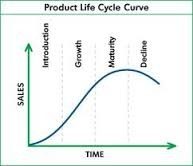 Product Life Cycle Curve
Introduction
Growth
Maturity
Decline
SALES
TIME